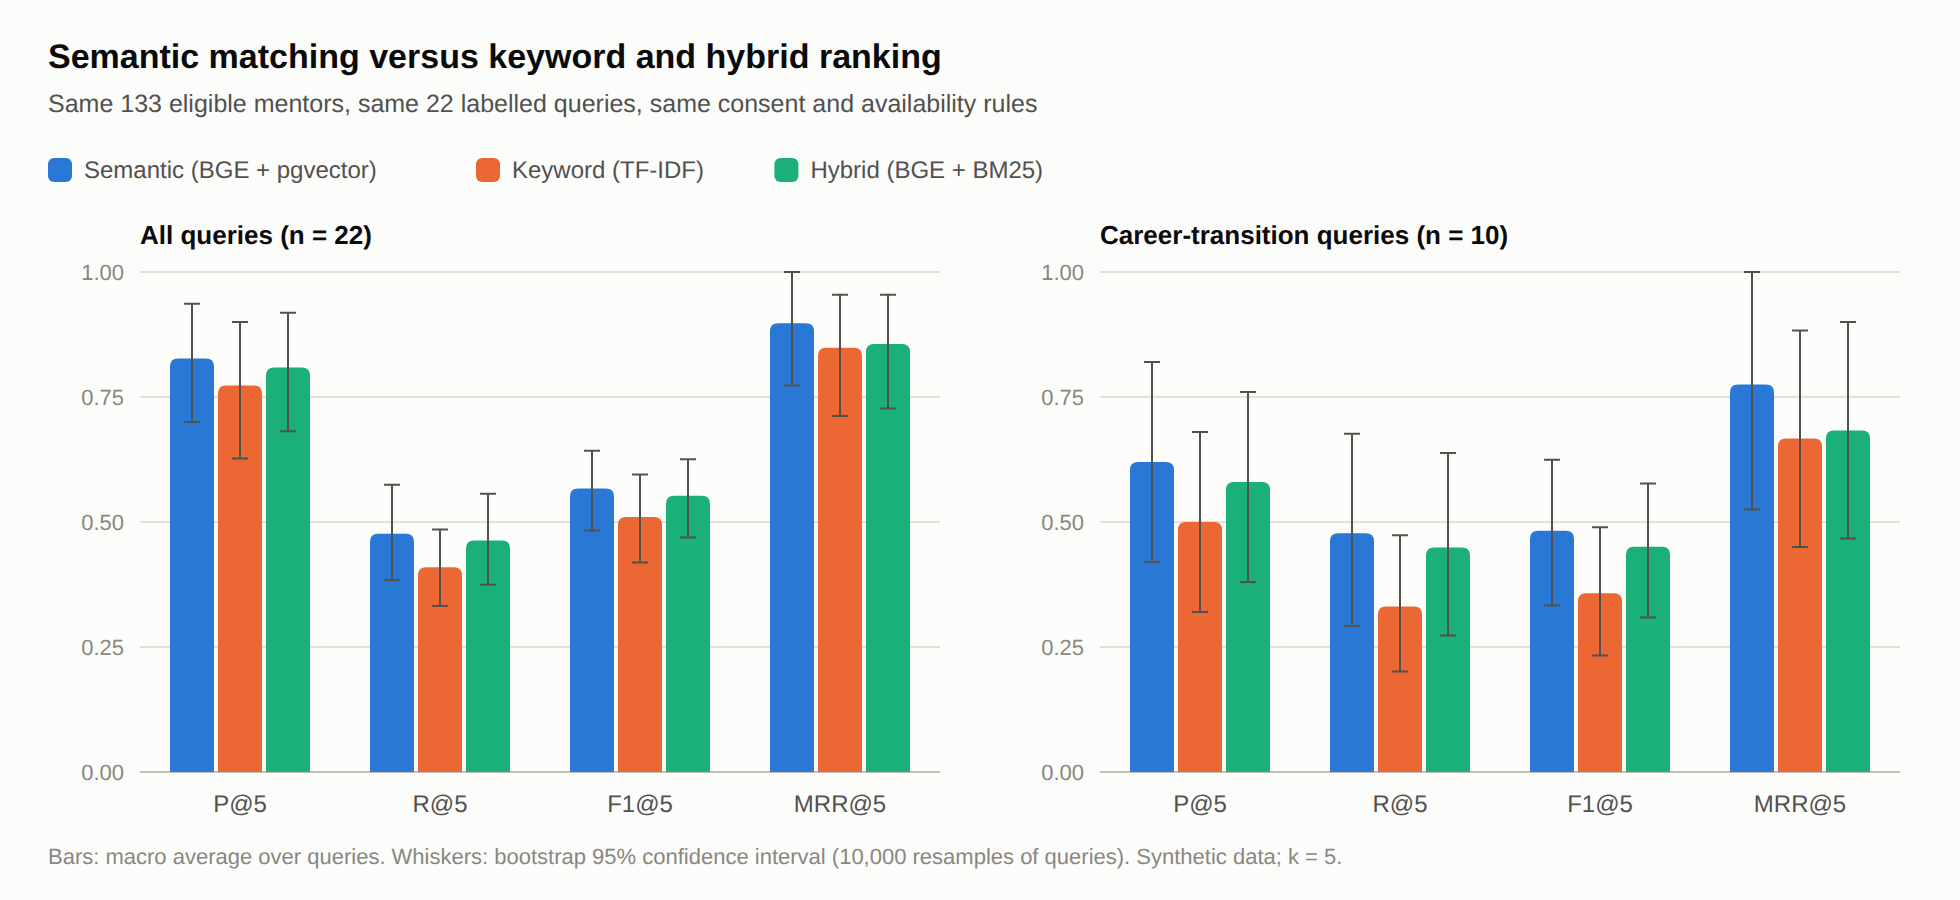 Semantic matching versus keyword and hybrid ranking
Same 133 eligible mentors, same 22 labelled queries, same consent and availability rules
Semantic (BGE + pgvector)
Keyword (TF-IDF)
Hybrid (BGE + BM25)
All queries (n = 22)
1.00
0.75
0.50
0.25
0.00
P@5
R@5
F1@5
MRR@5
Career-transition queries (n = 10)
1.00
0.75
0.50
0.25
0.00
P@5
R@5
F1@5
MRR@5
Bars: macro average over queries. Whiskers: bootstrap 95% confidence interval (10,000 resamples of queries). Synthetic data; k = 5.